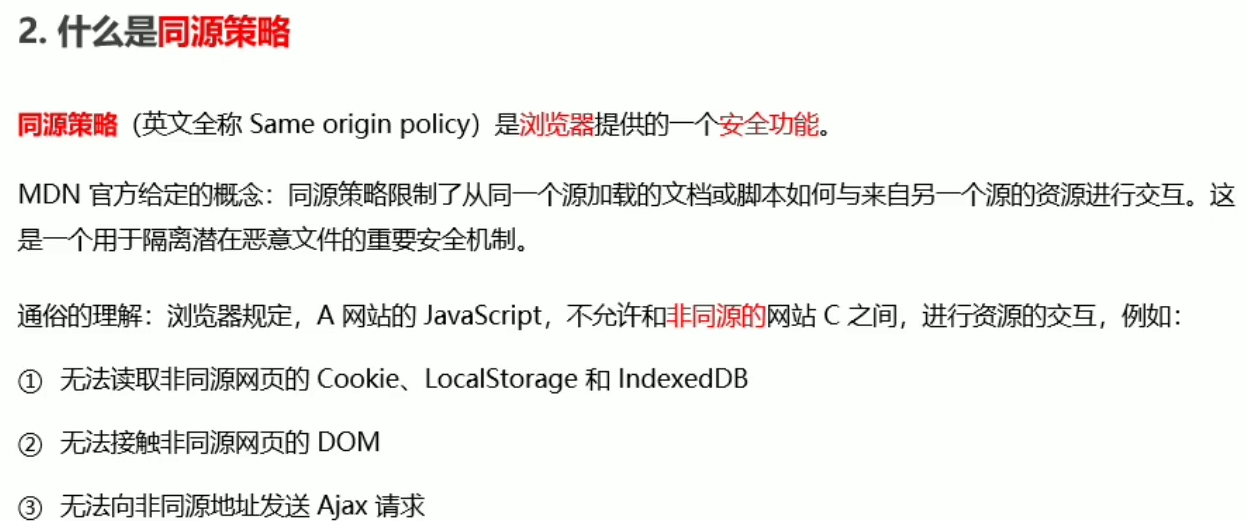 2. 什么是同源策略
同源策略（英文全称 Same origin policy）是浏览器提供的一个安全功能。
MDN 官方给定的概念：同源策略限制了从同一个源加载的文档或脚本如何与来自另一个源的资源进行交互。这
是一个用于隔离潜在恶意文件的重要安全机制。
通俗的理解：浏览器规定，A 网站的 JavaScript，不允许和非同源的网站 C 之间，进行资源的交互，例如：
① 无法读取非同源网页的 Cookie、LocalStorage 和 IndexedDB
② 无法接触非同源网页的 DOM
③ 无法向非同源地址发送 Ajax 请求